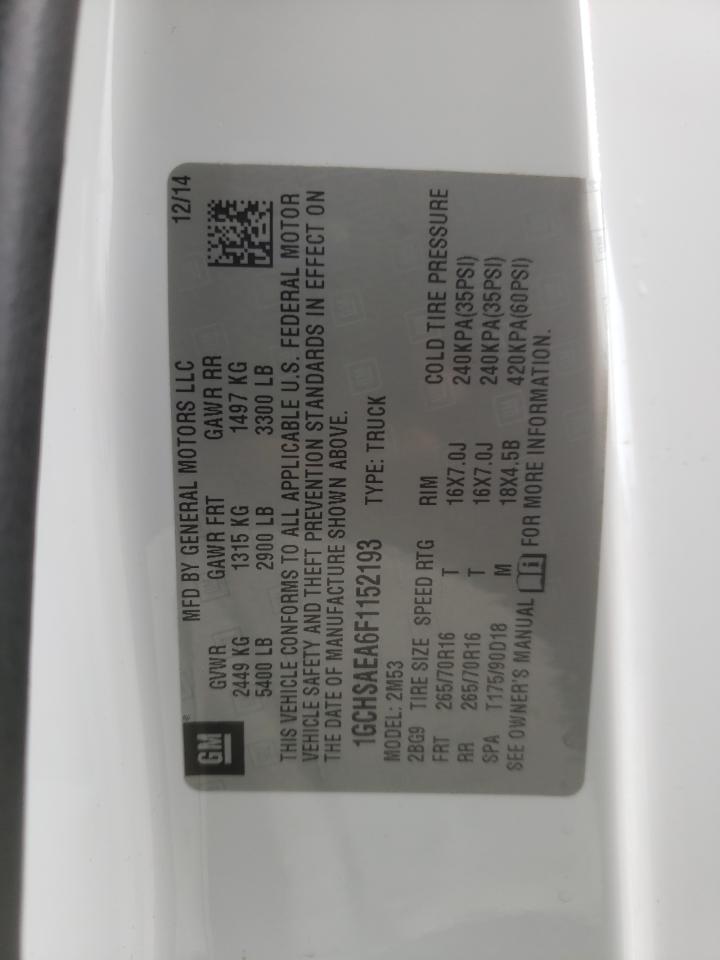 GM
®
MFD BY GENERAL MOTORS LLC 12/14
GVWR GAWR FRT GAWR RR
2449 KG 1315 KG 1497 KG
5400 LB 2900 LB 3300 LB
THIS VEHICLE CONFORMS TO ALL APPLICABLE U.S. FEDERAL MOTOR
VEHICLE SAFETY AND THEFT PREVENTION STANDARDS IN EFFECT ON
THE DATE OF MANUFACTURE SHOWN ABOVE.
1GCHSAEA6F1152193 TYPE: TRUCK
MODEL: 2M53
2BG9 TIRE SIZE SPEED RTG RIM COLD TIRE PRESSURE
FRT 265/70R16 T 16X7.0J 240KPA(35PSI)
RR 265/70R16 T 16X7.0J 240KPA(35PSI)
SPA T175/90D18 M 18X4.5B 420KPA(60PSI)
SEE OWNER'S MANUAL i FOR MORE INFORMATION.